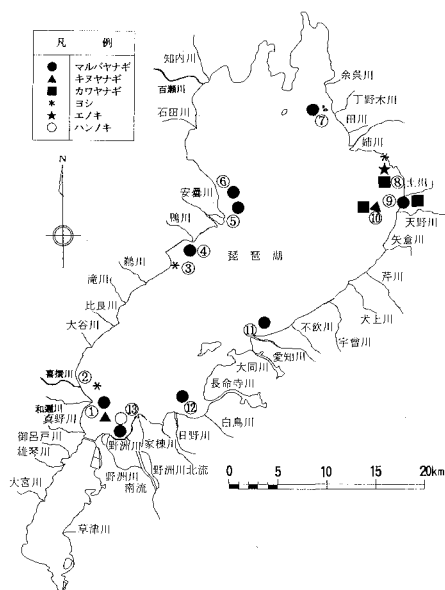 凡 例
マルバヤナギ
キヌヤナギ
カワヤナギ
ヨシ
エノキ
ハンノキ
N
知内川
百瀬川
石田川
余呉川
丁野木川
田川
姉川
⑦
⑥
⑧
安曇川
⑤
⑨
天野川
⑩
鴨川
④
矢倉川
③
琵琶湖
鵜川
芹川
滝川
犬上川
比良川
宇曽川
大谷川
不飲川
⑪
愛知川
大同川
喜撰川
②
長命寺川
和邇川
①
⑬
⑫
白鳥川
真野川
日野川
御呂戸川
野洲川
家棟川
雄琴川
野洲川北流
野洲川
南流
大宮川
草津川
0 5 10 15 20km